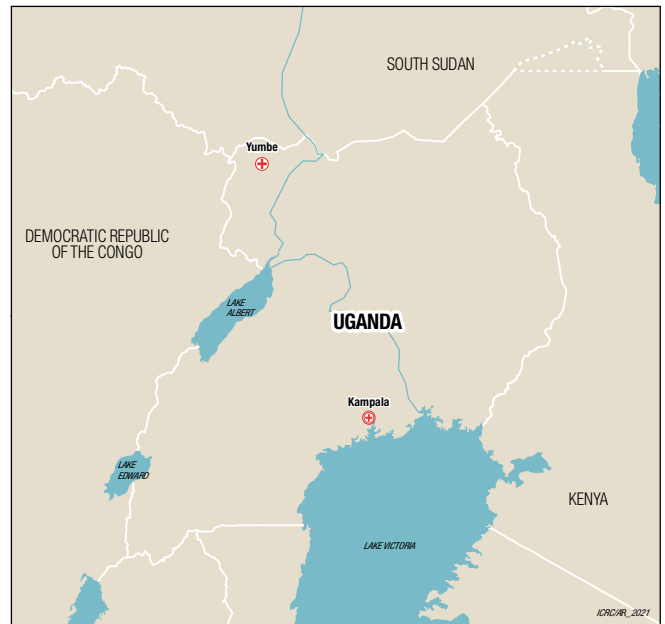 SOUTH SUDAN
Yumbe
DEMOCRATIC REPUBLIC
OF THE CONGO
LAKE
ALBERT
UGANDA
Kampala
LAKE
EDWARD
KENYA
LAKE VICTORIA
ICRC/AR_2021